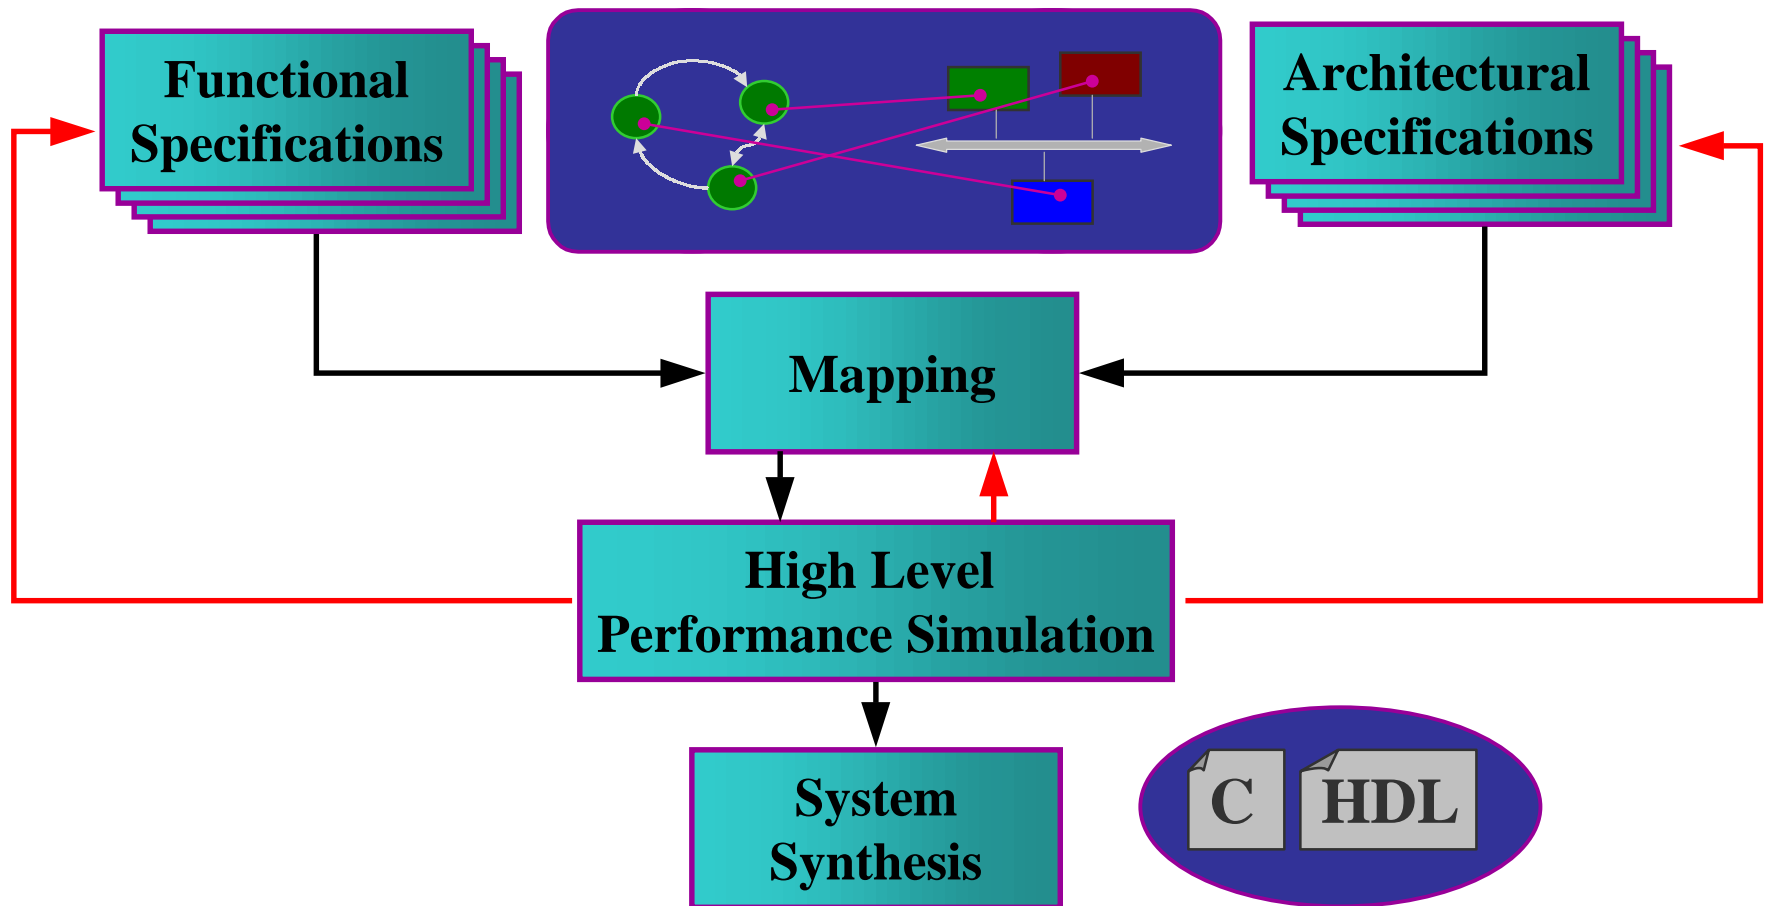 Functional
Specifications
Architectural
Specifications
Mapping
High Level
Performance Simulation
System
Synthesis
C
HDL